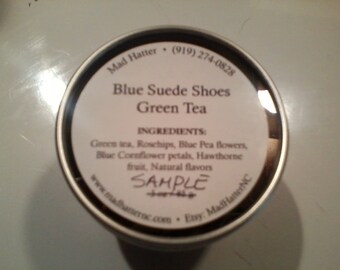 Mad Hatter • (919) 274-0828
Blue Suede Shoes
Green Tea
INGREDIENTS:
Green tea, Rosehips, Blue Pea flowers,
Blue Cornflower petals, Hawthorne
fruit, Natural flavors
SAMPLE
www.madhatternc.com • Etsy: MadHatterNC